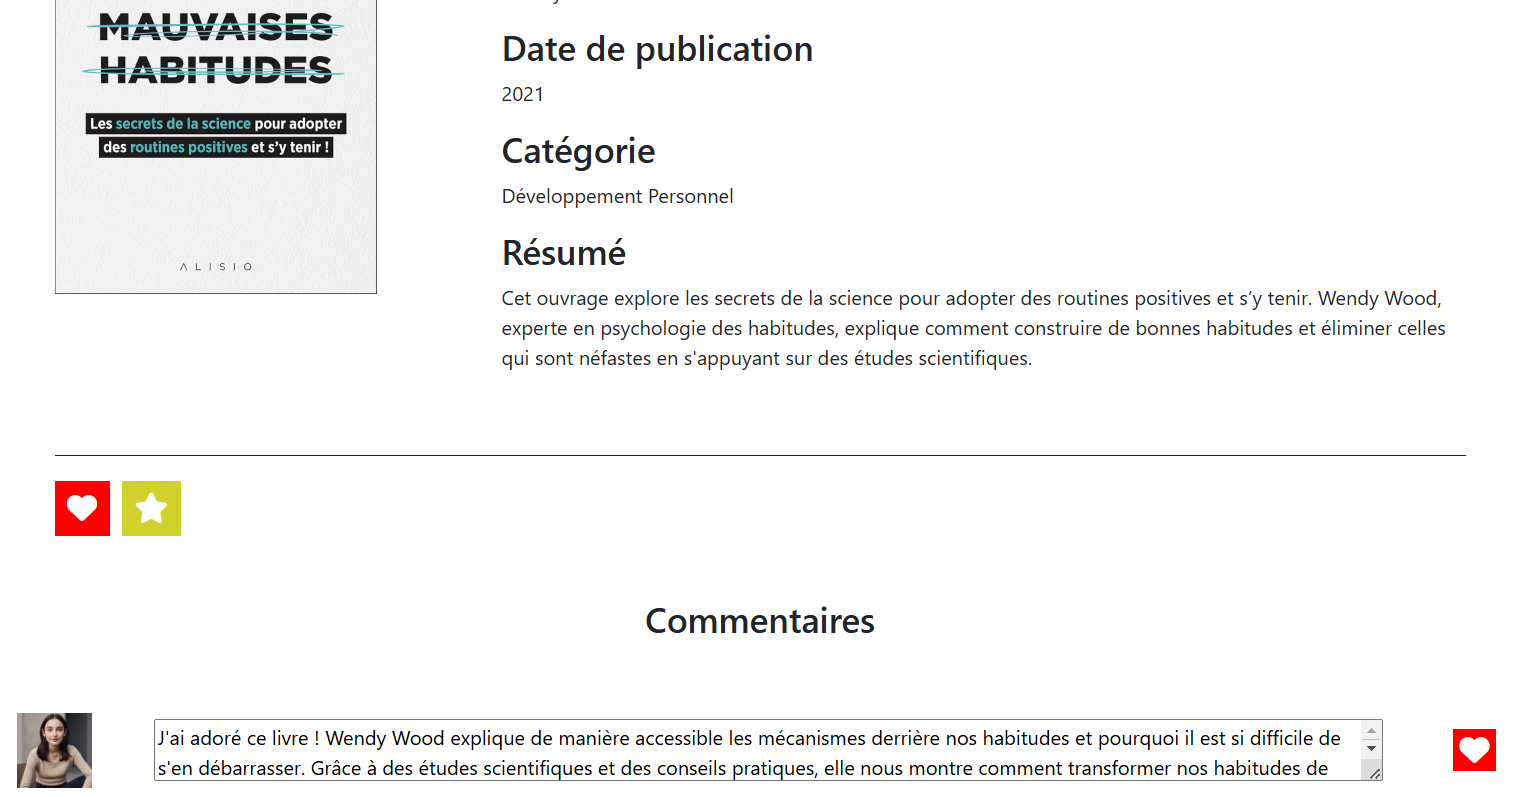 MAUVAISES
HABITUDES
Les secrets de la science pour adopter
des routines positives et s’y tenir !
ALISIO
Date de publication
2021
Catégorie
Développement Personnel
Résumé
Cet ouvrage explore les secrets de la science pour adopter des routines positives et s’y tenir. Wendy Wood,
experte en psychologie des habitudes, explique comment construire de bonnes habitudes et éliminer celles
qui sont néfastes en s'appuyant sur des études scientifiques.
Commentaires
J'ai adoré ce livre ! Wendy Wood explique de manière accessible les mécanismes derrière nos habitudes et pourquoi il est si difficile de
s'en débarrasser. Grâce à des études scientifiques et des conseils pratiques, elle nous montre comment transformer nos habitudes de